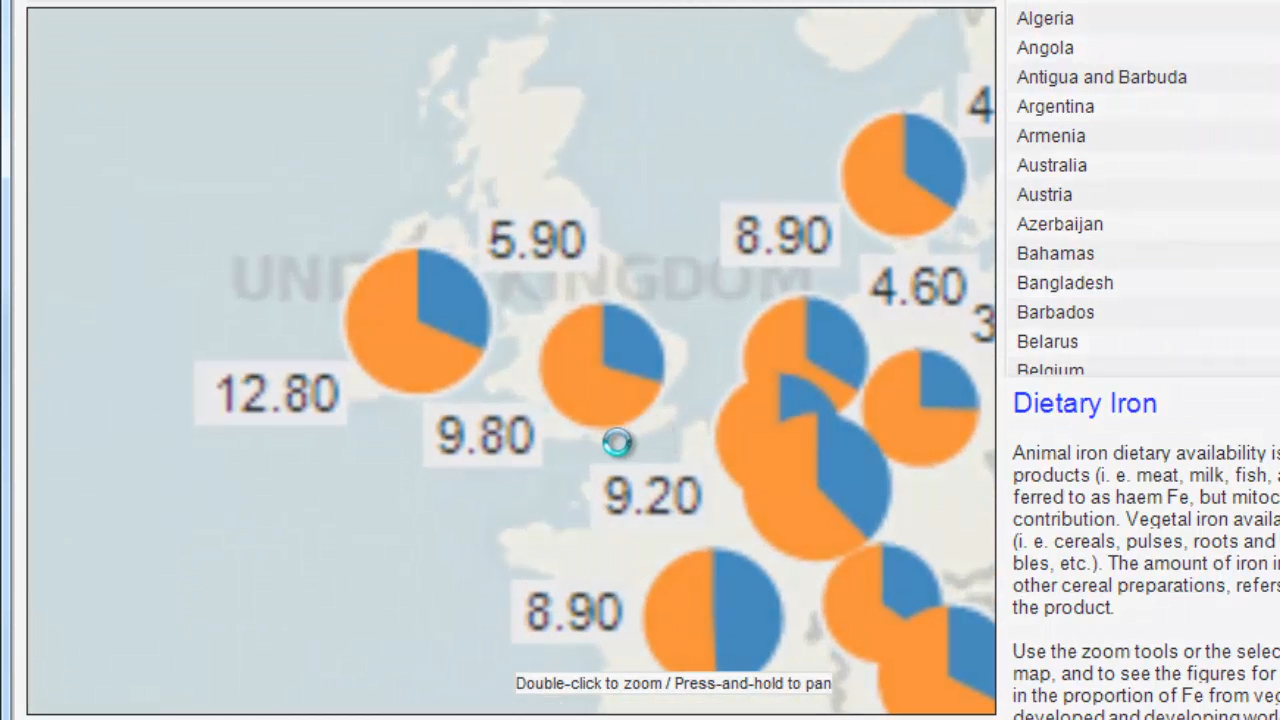 4
5.90
8.90
UN KINGDOM
4.60
3
12.80
9.80
9.20
8.90
Double-click to zoom / Press-and-hold to pan
Algeria
Angola
Antigua and Barbuda
Argentina
Armenia
Australia
Austria
Azerbaijan
Bahamas
Bangladesh
Barbados
Belarus
Belgium
Dietary Iron
Animal iron dietary availability is
products (i. e. meat, milk, fish, a
ferred to as haem Fe, but mitoc
contribution. Vegetal iron availa
(i. e. cereals, pulses, roots and
bles, etc.). The amount of iron i
other cereal preparations, refers
the product.
Use the zoom tools or the selec
map, and to see the figures for
in the proportion of Fe from veg
developed and developing worl